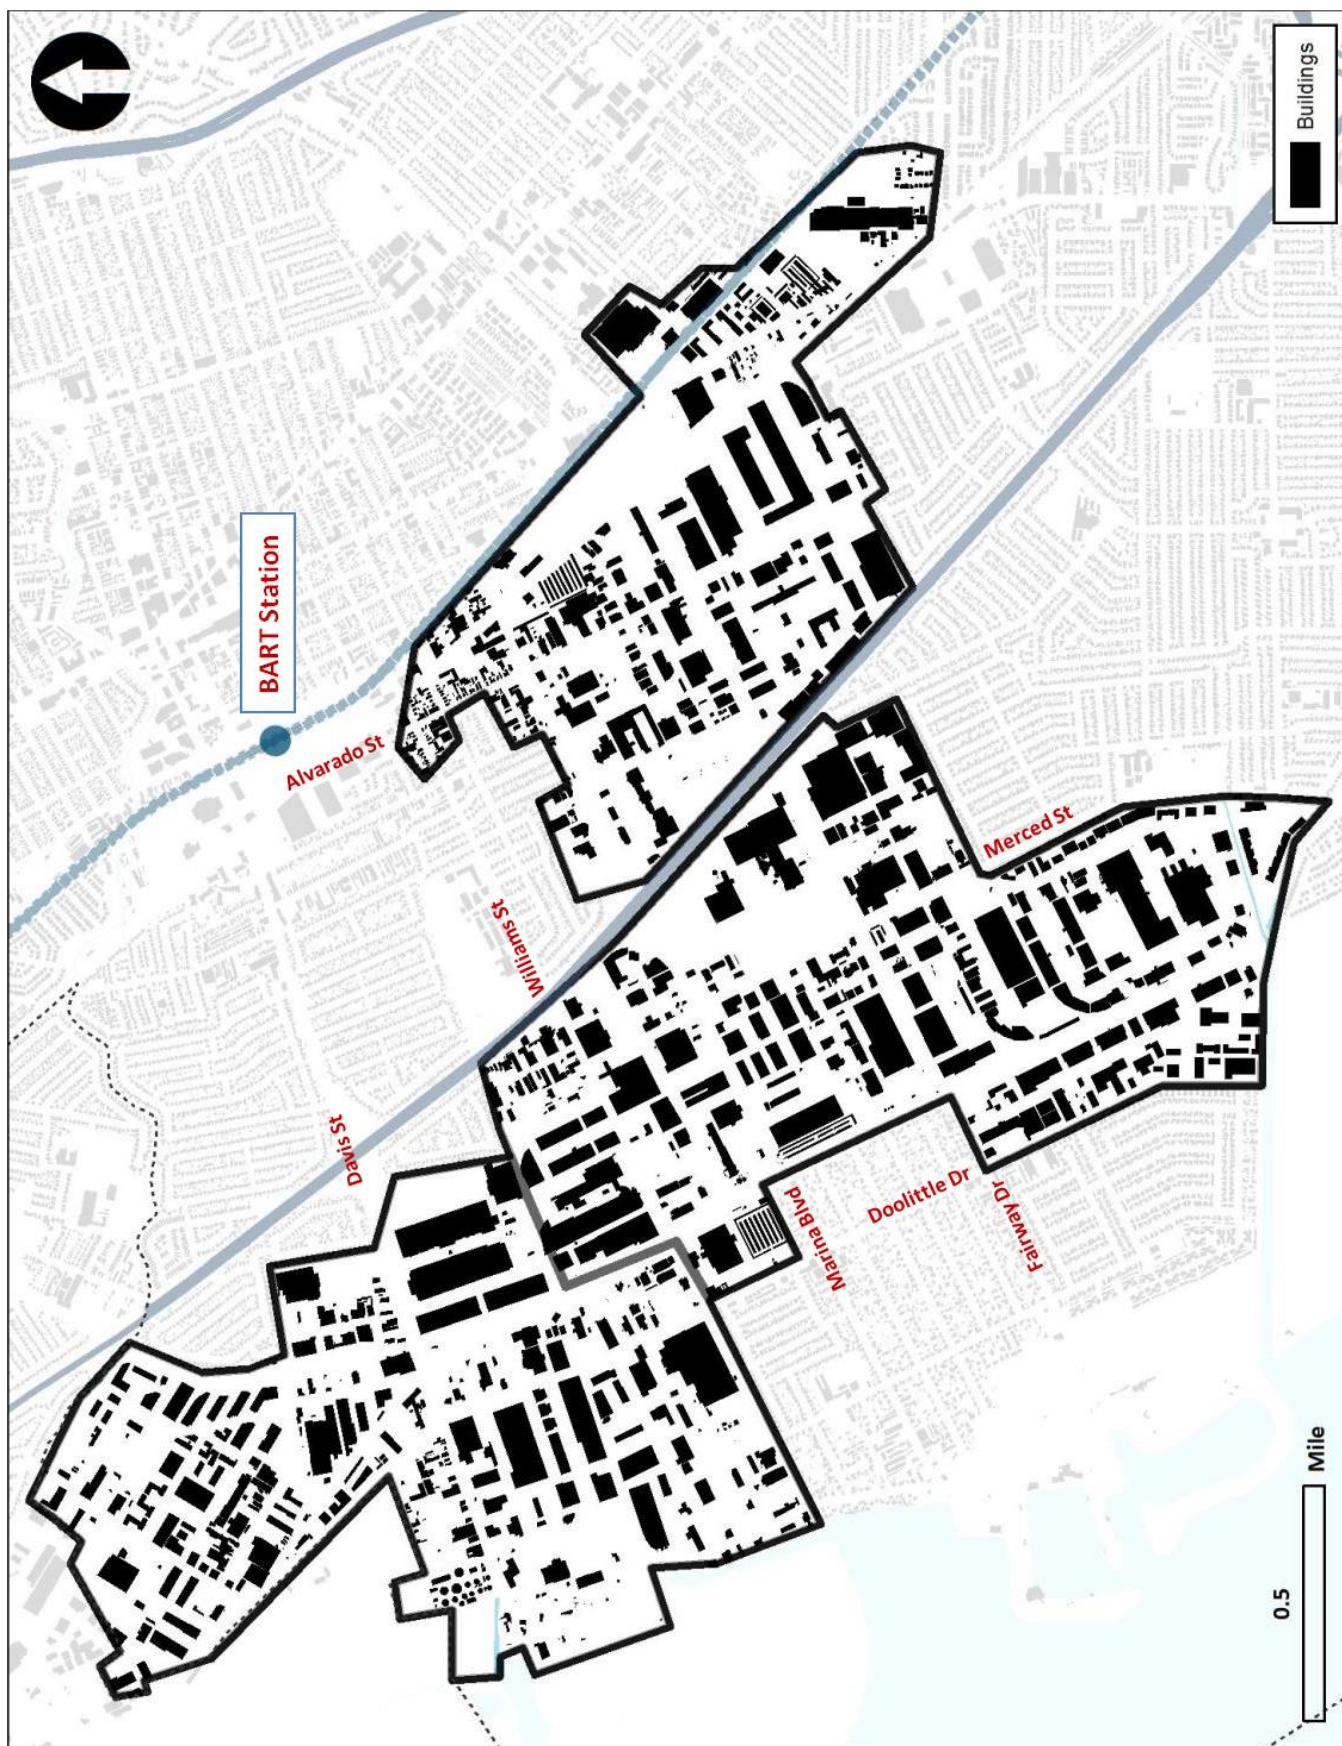 BART Station
Alvarado St
Williams St
Davis St
Merced St
Marina Blvd
Doolittle Dr
Fairway Dr
Buildings
0.5
Mile